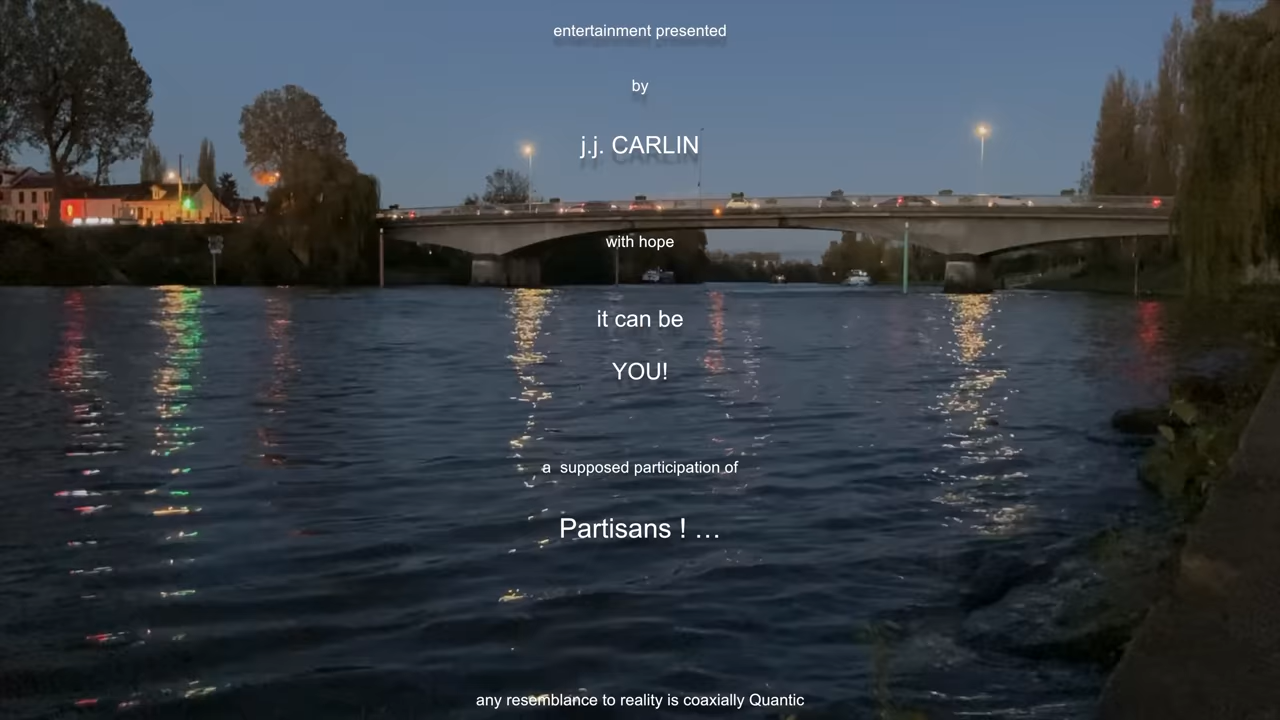 entertainment presented
by
j.j. CARLIN
with hope
it can be
YOU!
a  supposed participation of
Partisans ! …
any resemblance to reality is coaxially Quantic